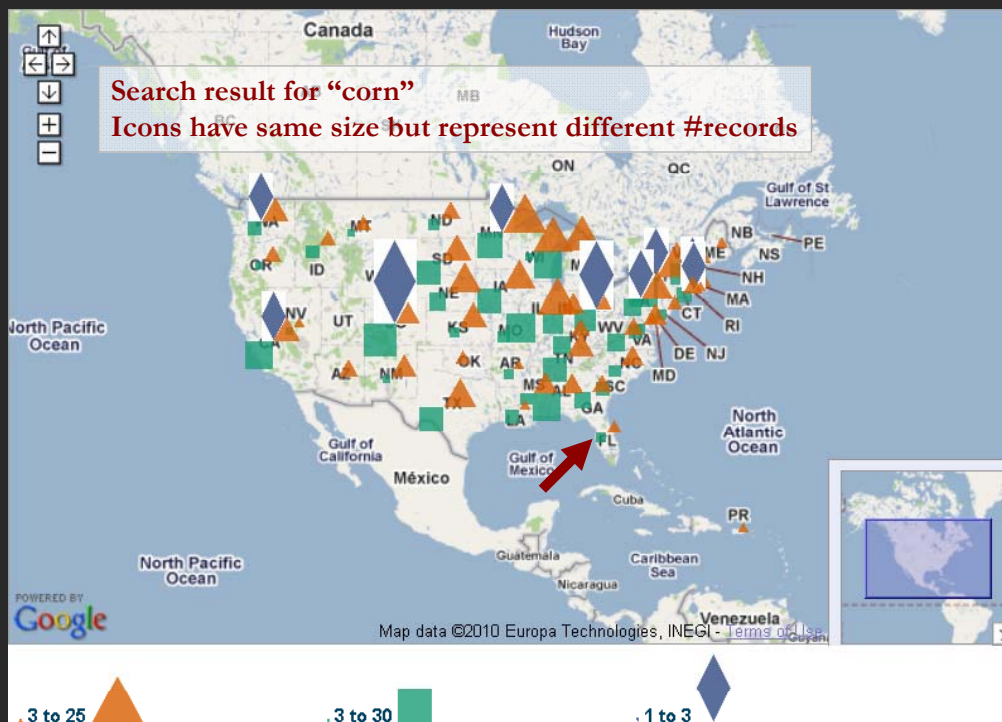 Canada
Hudson
Bay
Search result for “corn”
Icons have same size but represent different #records
MB
ON
QC
Gulf of St
Lawrence
NB
PE
ME
NS
NH
MA
RI
CT
NJ
DE
MD
WA
MT
ND
MN
OR
ID
SD
WI
IA
NE
NV
UT
IL
KS
MO
WV
VA
KY
CA
OK
AR
TN
NC
AZ
NM
MS
AL
SC
GA
TX
LA
FL
North Pacific
Ocean
North
Atlantic
Ocean
Gulf of
California
Gulf of
Mexico
México
Cuba
PR
Guatemala
Caribbean
Sea
Nicaragua
North Pacific
Ocean
Venezuela
POWERED BY
Google
Map data ©2010 Europa Technologies, INEGI - Terms of Use
3 to 25
3 to 30
1 to 3